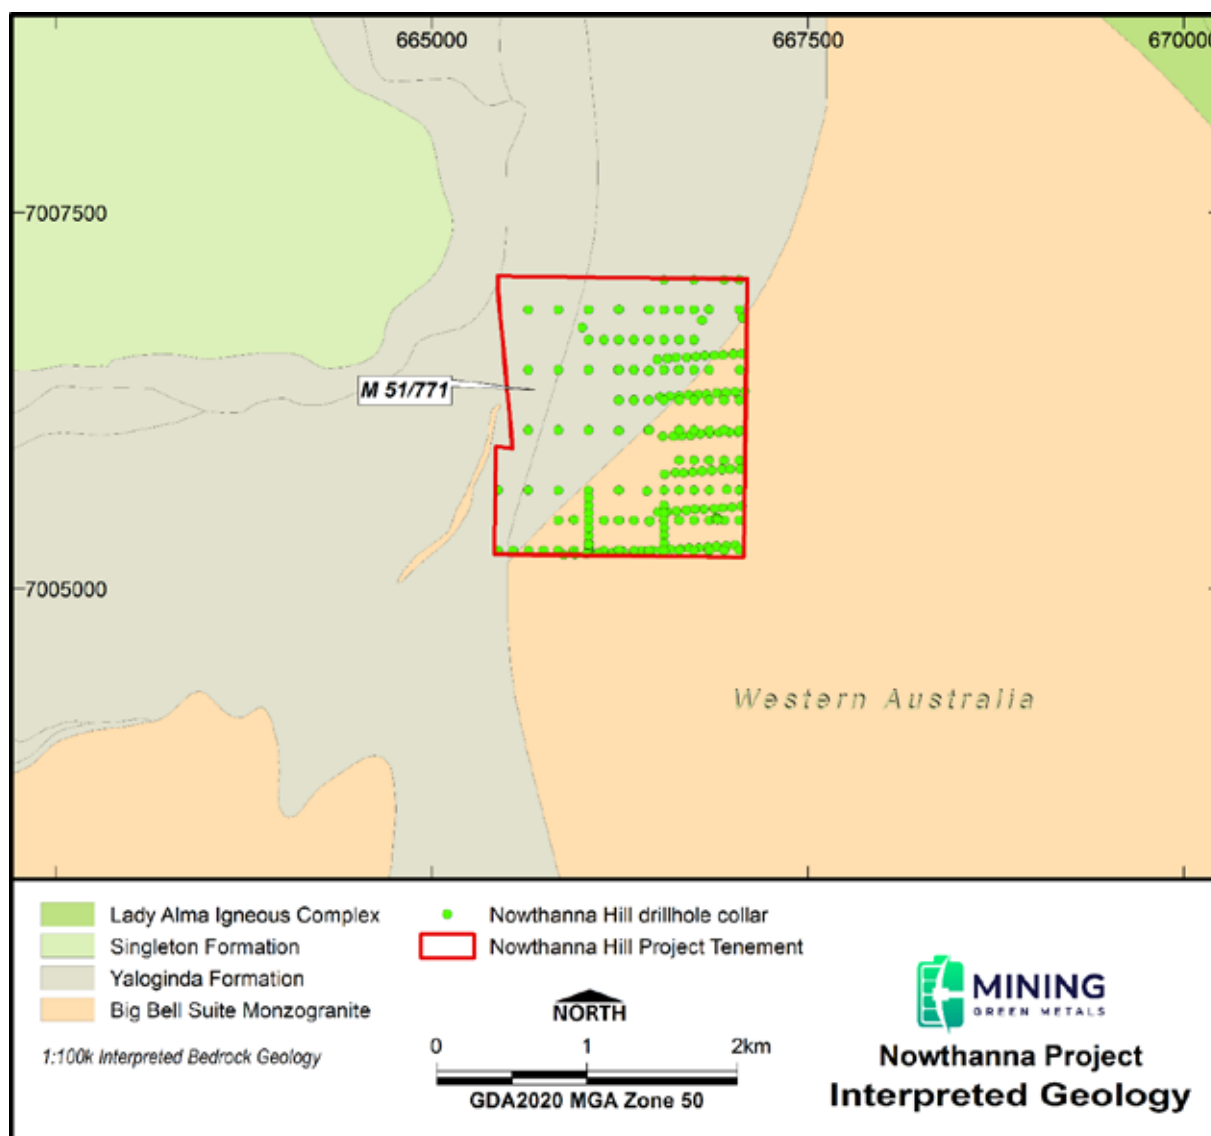 665000
667500
670000
7007500
M 51/771
7005000
Western Australia
Lady Alma Igneous Complex
Singleton Formation
Yaloginda Formation
Big Bell Suite Monzogranite
1:100k Interpreted Bedrock Geology
Nowthanna Hill drillhole collar
Nowthanna Hill Project Tenement
NORTH
0 1 2km
GDA2020 MGA Zone 50
MINING
GREEN METALS
Nowthanna Project
Interpreted Geology